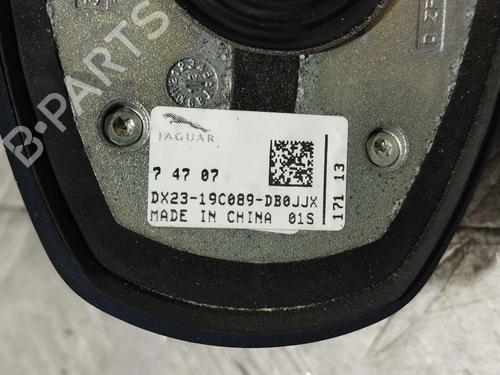 B-PARTS
JAGUAR
7 47 07
DX23-19C089-DB0JJX
MADE IN CHINA 01S
171 13